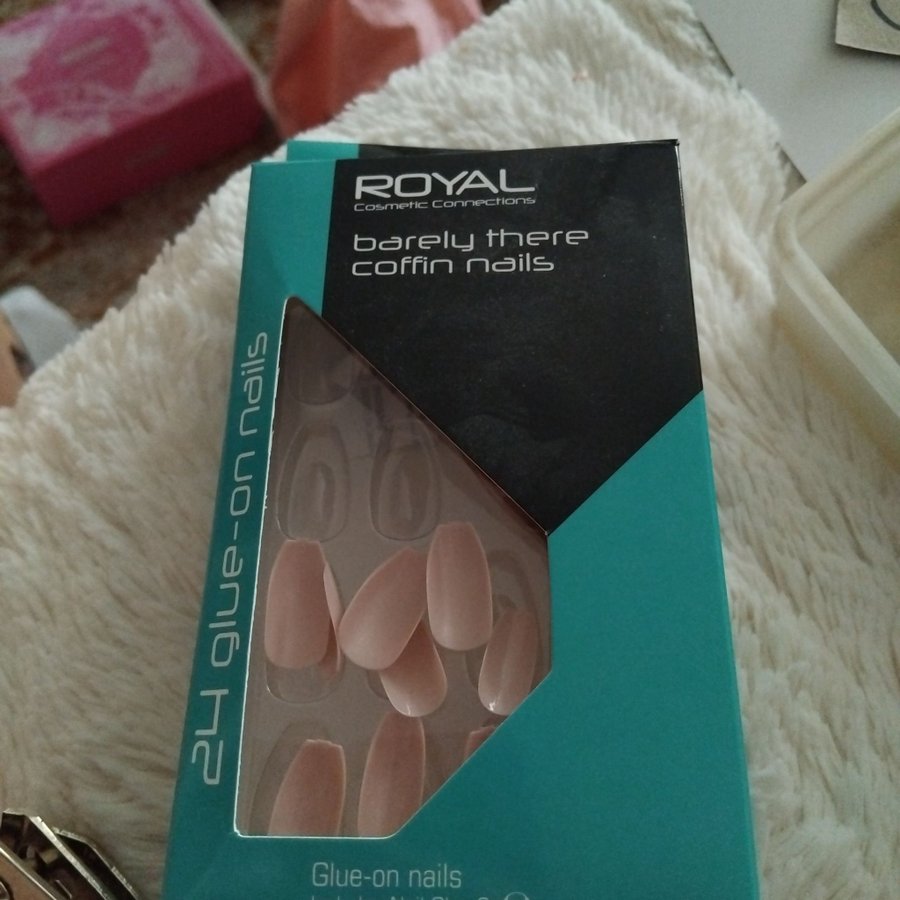 ROYAL
Cosmetic Connections
barely there
coffin nails
24 glue-on nails
Glue-on nails